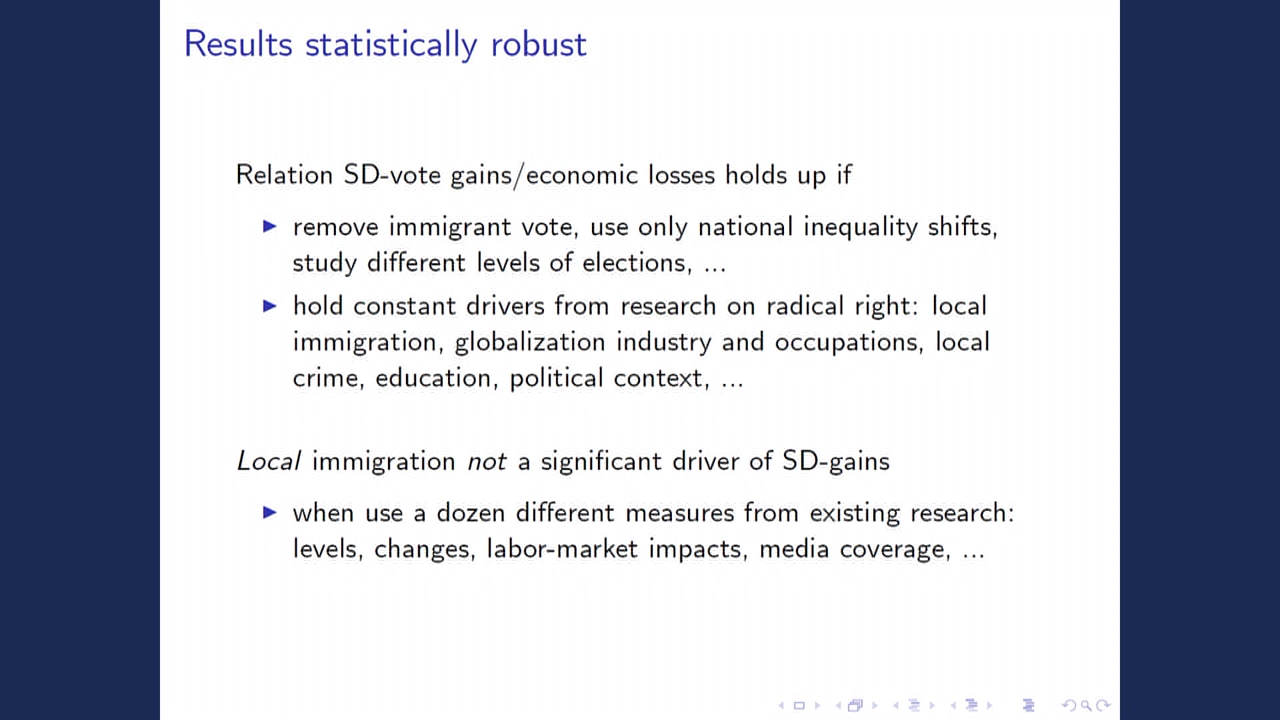 Results statistically robust
Relation SD-vote gains/economic losses holds up if
remove immigrant vote, use only national inequality shifts,
study different levels of elections, ...
hold constant drivers from research on radical right: local
immigration, globalization industry and occupations, local
crime, education, political context, ...
Local immigration not a significant driver of SD-gains
when use a dozen different measures from existing research:
levels, changes, labor-market impacts, media coverage, ...